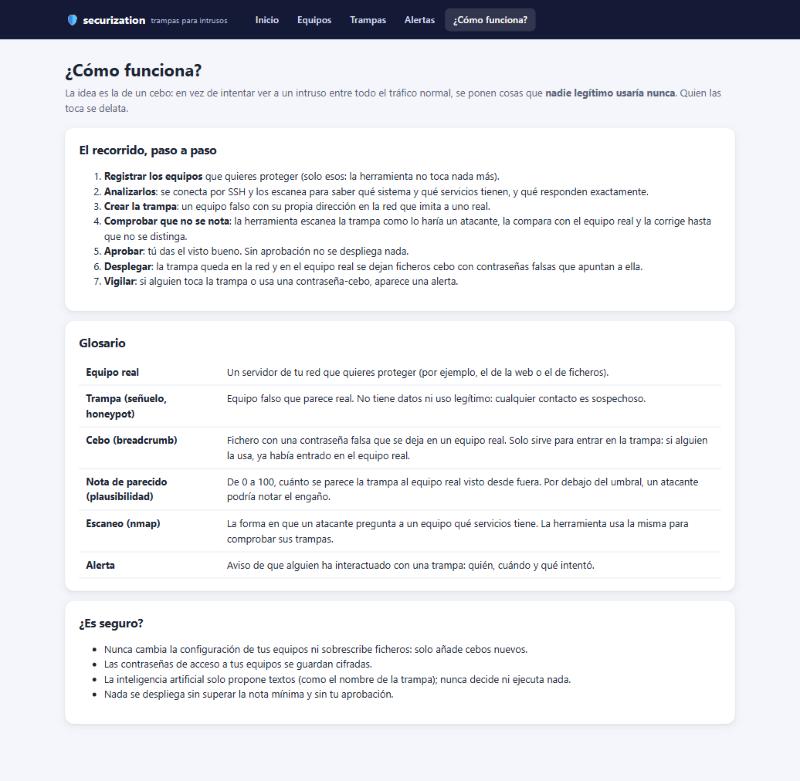 securization trampas para intrusos Inicio Equipos Trampas Alertas ¿Cómo funciona?
¿Cómo funciona?
La idea es la de un cebo: en vez de intentar ver a un intruso entre todo el tráfico normal, se ponen cosas que nadie legítimo usaría nunca. Quien las
toca se delata.
El recorrido, paso a paso
1. Registrar los equipos que quieres proteger (solo esos: la herramienta no toca nada más).
2. Analizarlos: se conecta por SSH y los escanea para saber qué sistema y qué servicios tienen, y qué responden exactamente.
3. Crear la trampa: un equipo falso con su propia dirección en la red que imita a uno real.
4. Comprobar que no se nota: la herramienta escanea la trampa como lo haría un atacante, la compara con el equipo real y la corrige hasta
que no se distinga.
5. Aprobar: tú das el visto bueno. Sin aprobación no se despliega nada.
6. Desplegar: la trampa queda en la red y en el equipo real se dejan ficheros cebo con contraseñas falsas que apuntan a ella.
7. Vigilar: si alguien toca la trampa o usa una contraseña-cebo, aparece una alerta.
Glosario
Equipo real Un servidor de tu red que quieres proteger (por ejemplo, el de la web o el de ficheros).
Trampa (señuelo, Equipo falso que parece real. No tiene datos ni uso legítimo: cualquier contacto es sospechoso.
honeypot)
Cebo (breadcrumb) Fichero con una contraseña falsa que se deja en un equipo real. Solo sirve para entrar en la trampa: si alguien
la usa, ya había entrado en el equipo real.
Nota de parecido De 0 a 100, cuánto se parece la trampa al equipo real visto desde fuera. Por debajo del umbral, un atacante
(plausibilidad) podría notar el engaño.
Escaneo (nmap) La forma en que un atacante pregunta a un equipo qué servicios tiene. La herramienta usa la misma para
comprobar sus trampas.
Alerta Aviso de que alguien ha interactuado con una trampa: quién, cuándo y qué intentó.
¿Es seguro?
• Nunca cambia la configuración de tus equipos ni sobrescribe ficheros: solo añade cebos nuevos.
• Las contraseñas de acceso a tus equipos se guardan cifradas.
• La inteligencia artificial solo propone textos (como el nombre de la trampa); nunca decide ni ejecuta nada.
• Nada se despliega sin superar la nota mínima y sin tu aprobación.